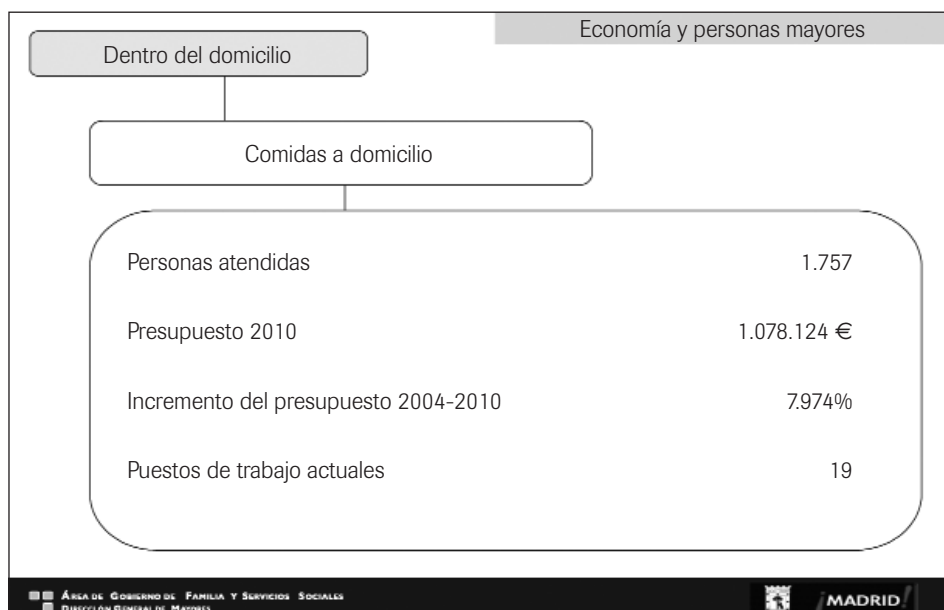 Economía y personas mayores
Dentro del domicilio
Comidas a domicilio
Personas atendidas 1.757
Presupuesto 2010 1.078.124 €
Incremento del presupuesto 2004-2010 7.974%
Puestos de trabajo actuales 19
ÁREA DE GOBIERNO DE FAMILIA Y SERVICIOS SOCIALES
DIRECCIÓN GENERAL DE MAYORES
¡MADRID!